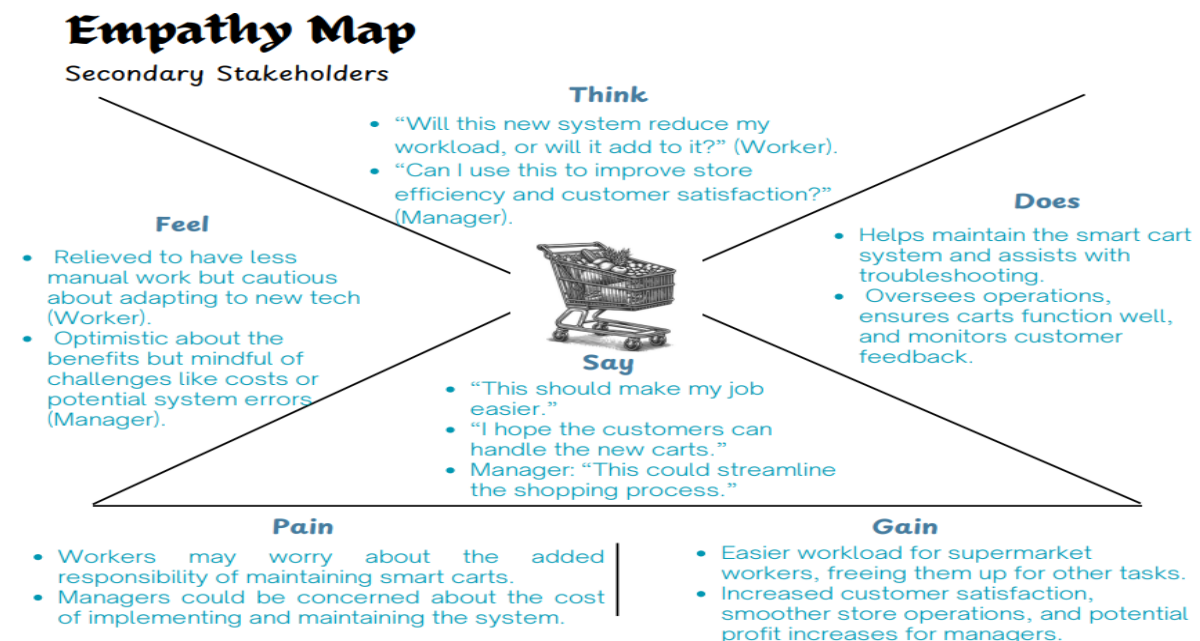 Empathy Map
Secondary Stakeholders
Think
• “Will this new system reduce my
workload, or will it add to it?” (Worker).
• “Can I use this to improve store
efficiency and customer satisfaction?”
(Manager).
Feel
• Relieved to have less
manual work but cautious
about adapting to new tech
(Worker).
• Optimistic about the
benefits but mindful of
challenges like costs or
potential system errors
(Manager).
Does
• Helps maintain the smart cart
system and assists with
troubleshooting.
• Oversees operations,
ensures carts function well,
and monitors customer
feedback.
Say
• “This should make my job
easier.”
• “I hope the customers can
handle the new carts.”
• Manager: “This could streamline
the shopping process.”
Pain
• Workers may worry about the added
responsibility of maintaining smart carts.
• Managers could be concerned about the cost
of implementing and maintaining the system.
Gain
• Easier workload for supermarket
workers, freeing them up for other tasks.
• Increased customer satisfaction,
smoother store operations, and potential
profit increases for managers.